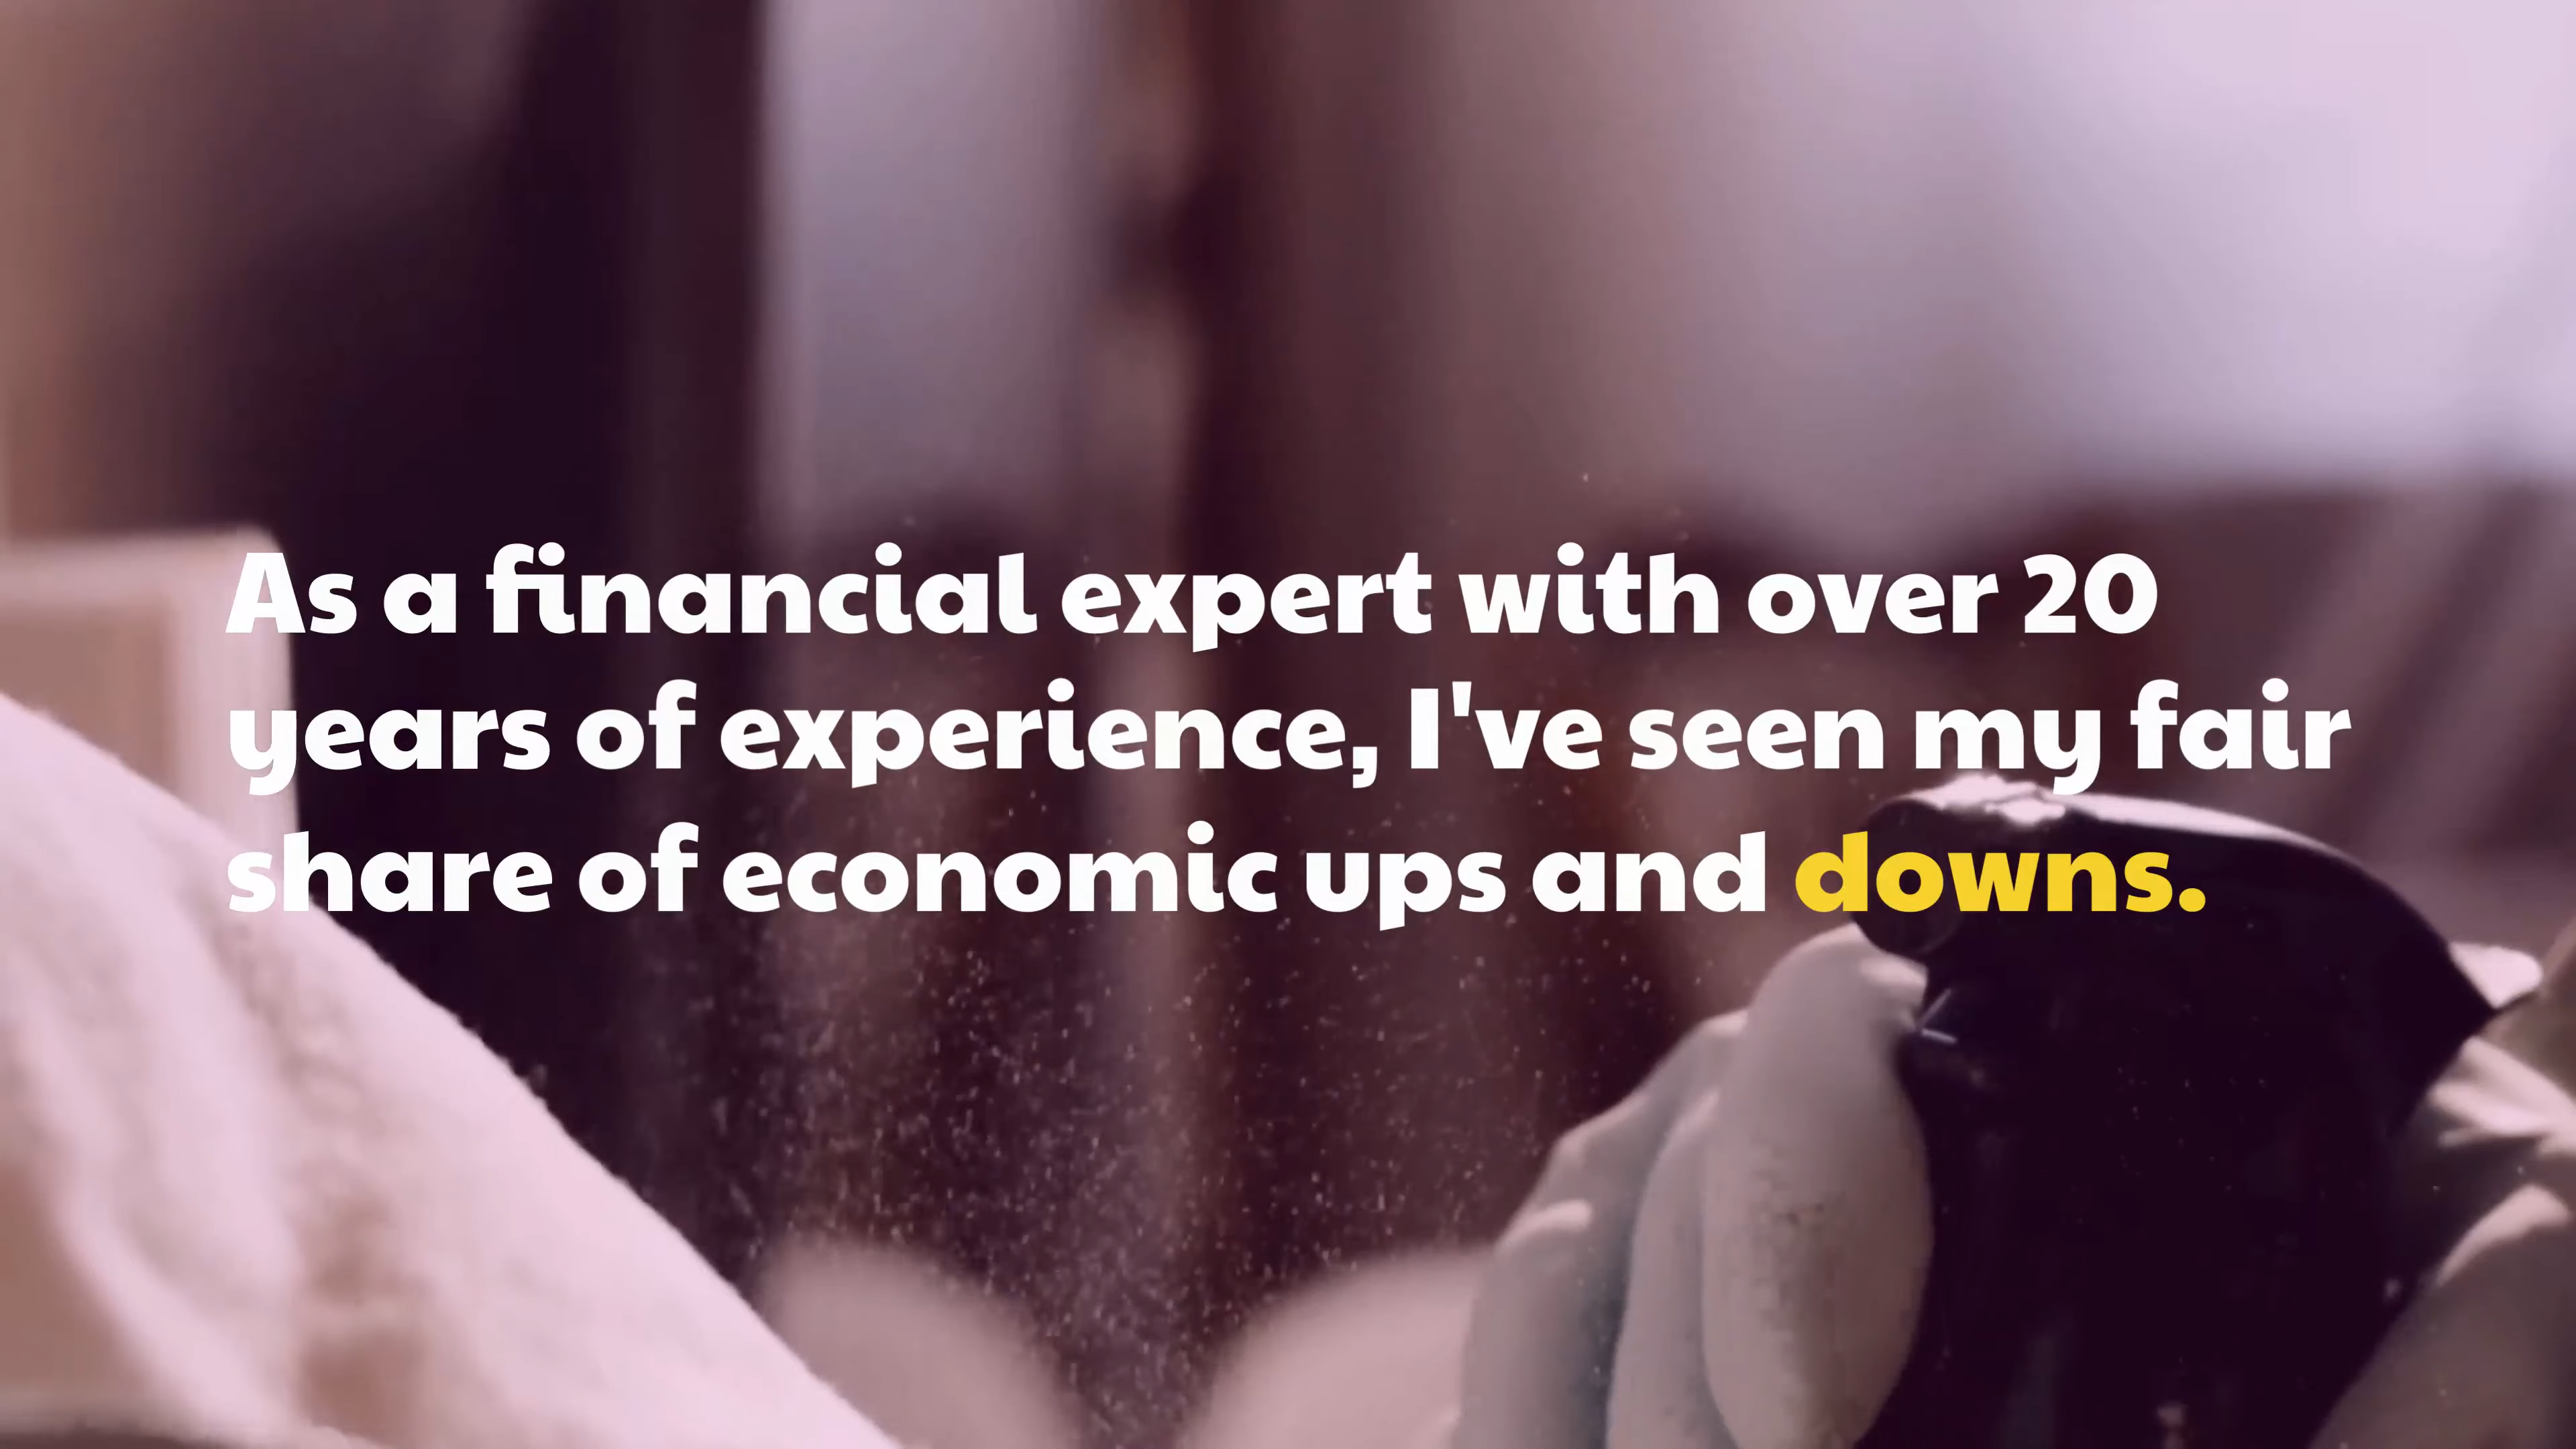 As a financial expert with over 20
years of experience, I've seen my fair
share of economic ups and downs.